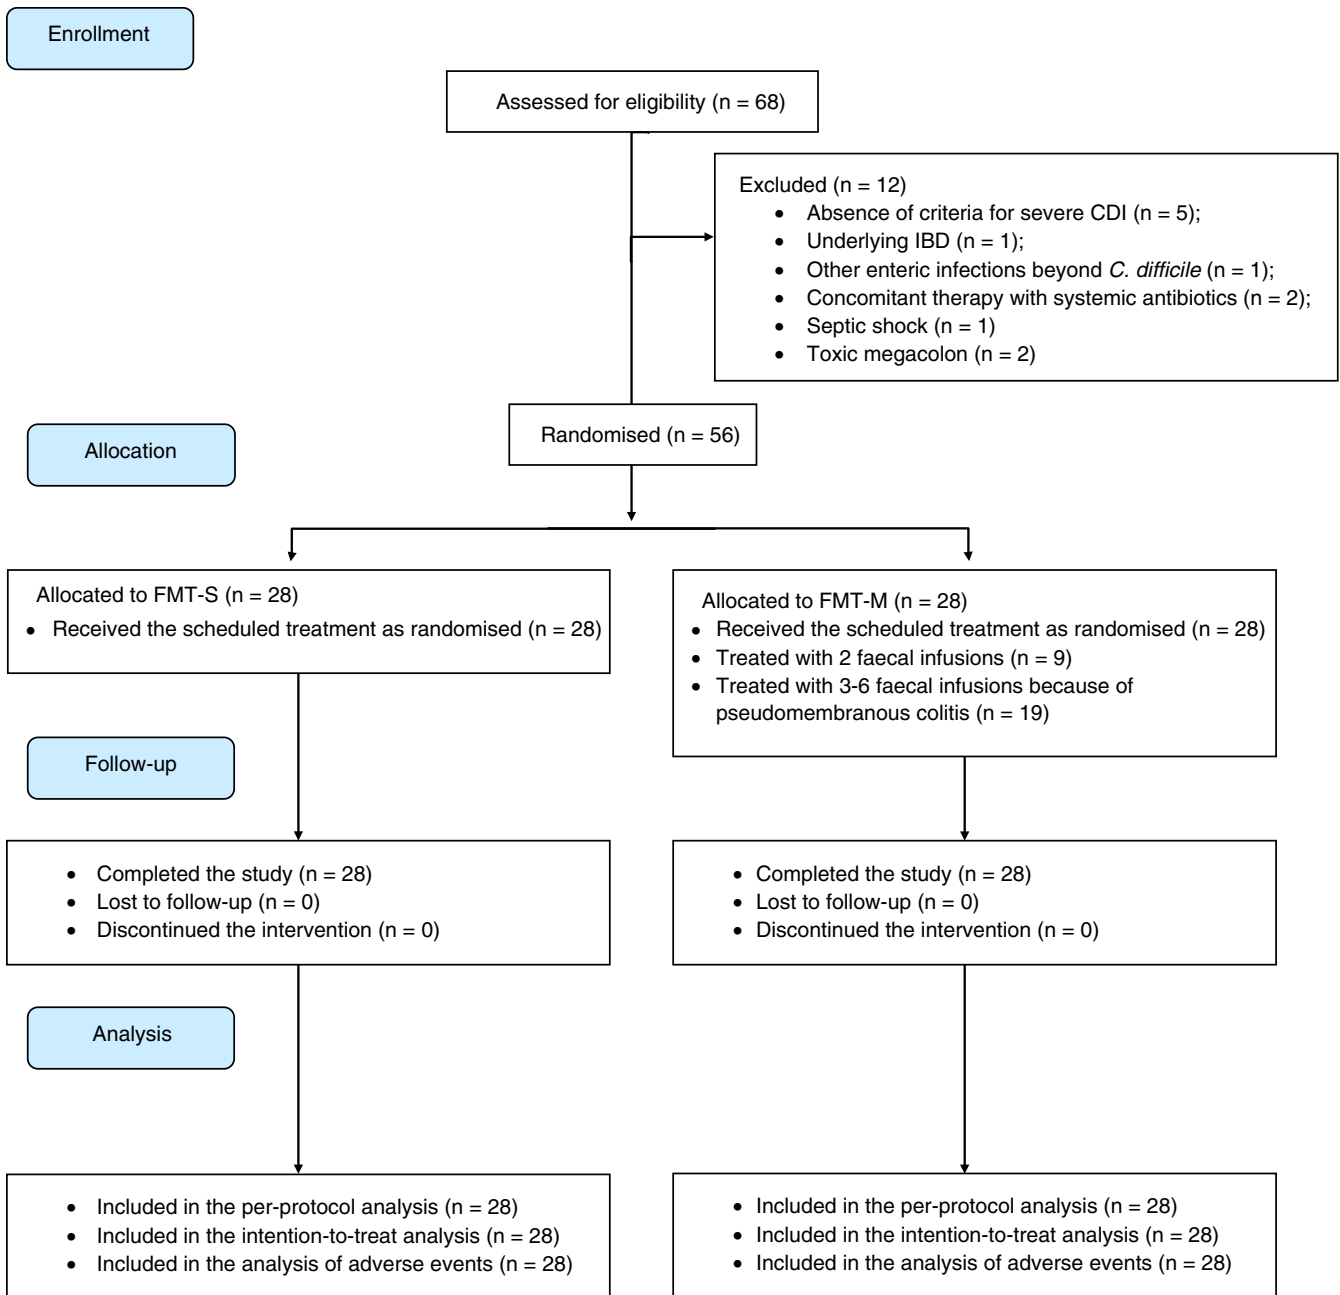 Enrollment
Assessed for eligibility (n = 68)
Excluded (n = 12)
• Absence of criteria for severe CDI (n = 5);
• Underlying IBD (n = 1);
• Other enteric infections beyond C. difficile (n = 1);
• Concomitant therapy with systemic antibiotics (n = 2);
• Septic shock (n = 1)
• Toxic megacolon (n = 2)
Randomised (n = 56)
Allocation
Allocated to FMT-S (n = 28)
• Received the scheduled treatment as randomised (n = 28)
Allocated to FMT-M (n = 28)
• Received the scheduled treatment as randomised (n = 28)
• Treated with 2 faecal infusions (n = 9)
• Treated with 3-6 faecal infusions because of
pseudomembranous colitis (n = 19)
Follow-up
• Completed the study (n = 28)
• Lost to follow-up (n = 0)
• Discontinued the intervention (n = 0)
• Completed the study (n = 28)
• Lost to follow-up (n = 0)
• Discontinued the intervention (n = 0)
Analysis
• Included in the per-protocol analysis (n = 28)
• Included in the intention-to-treat analysis (n = 28)
• Included in the analysis of adverse events (n = 28)
• Included in the per-protocol analysis (n = 28)
• Included in the intention-to-treat analysis (n = 28)
• Included in the analysis of adverse events (n = 28)